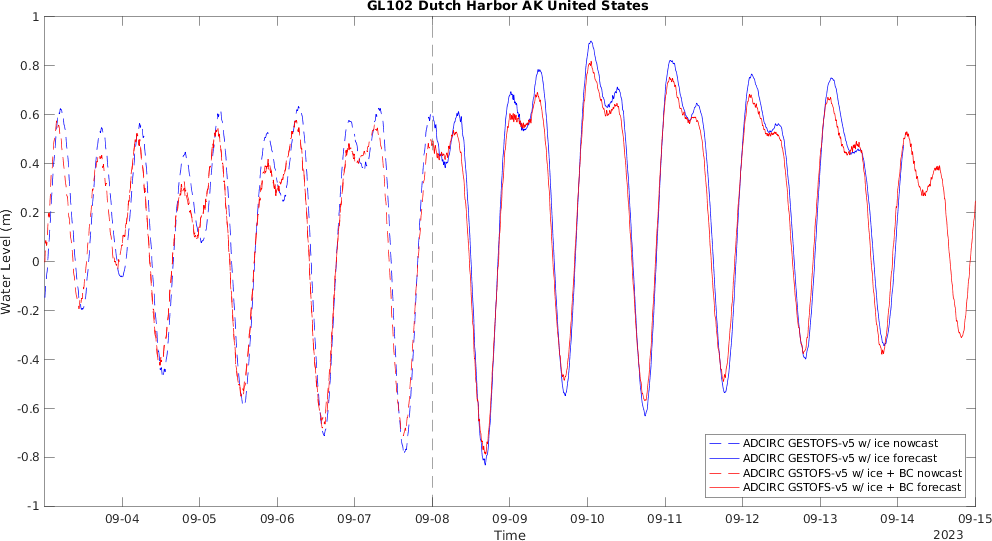 GL102 Dutch Harbor AK United States
1
0.8
0.6
0.4
0.2
0
-0.2
-0.4
-0.6
-0.8
-1
Water Level (m)
ADCIRC GESTOFS-v5 w/ ice nowcast
ADCIRC GESTOFS-v5 w/ ice forecast
ADCIRC GSTOFS-v5 w/ ice + BC nowcast
ADCIRC GSTOFS-v5 w/ ice + BC forecast
09-04 09-05 09-06 09-07 09-08 09-09 09-10 09-11 09-12 09-13 09-14 09-15
Time
2023